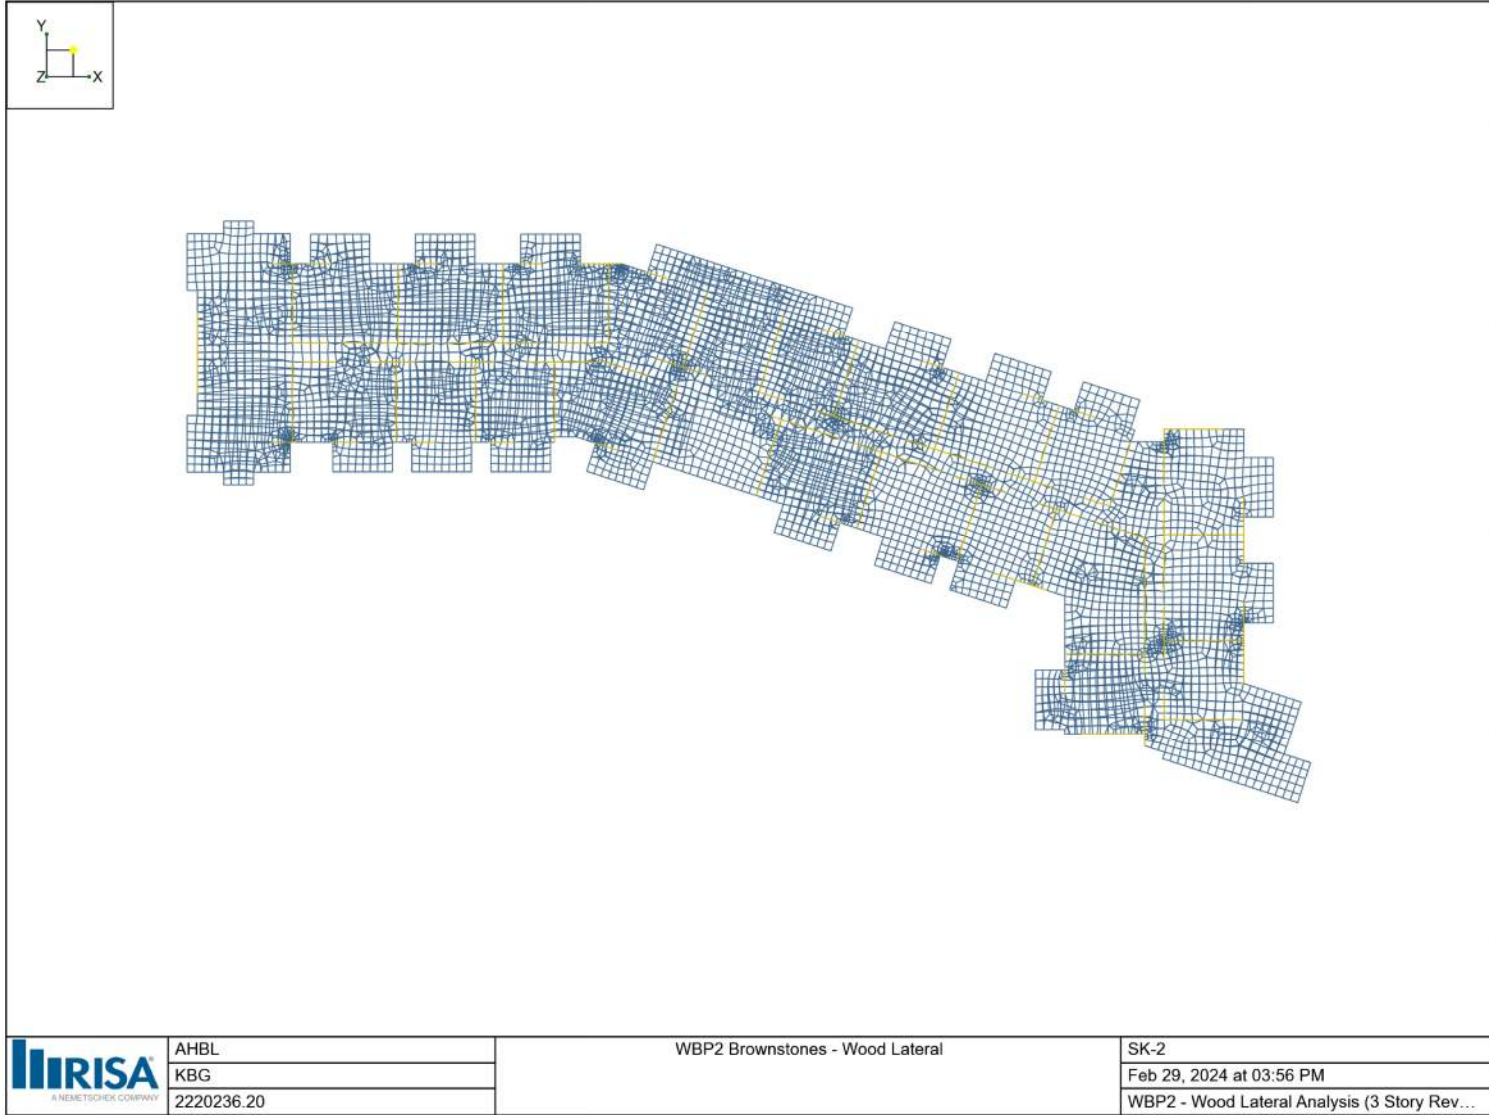 Y
Z X
IRISA
A NEMETSCHEK COMPANY
AHBL
KBG
2220236.20
WBP2 Brownstones - Wood Lateral
SK-2
Feb 29, 2024 at 03:56 PM
WBP2 - Wood Lateral Analysis (3 Story Rev...